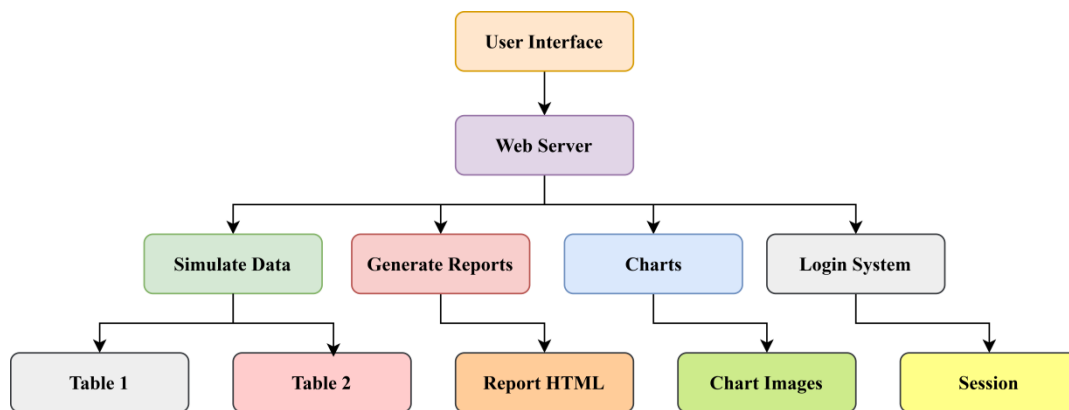 User Interface
Web Server
Simulate Data
Generate Reports
Charts
Login System
Table 1
Table 2
Report HTML
Chart Images
Session